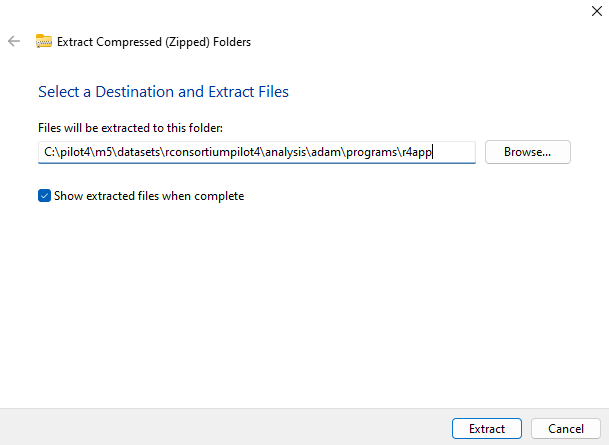 Extract Compressed (Zipped) Folders
Select a Destination and Extract Files
Files will be extracted to this folder:
C:\pilot4\m5\datasets\rconsortiumpilot4\analysis\adam\programs\r4app
Browse...
Show extracted files when complete
Extract
Cancel